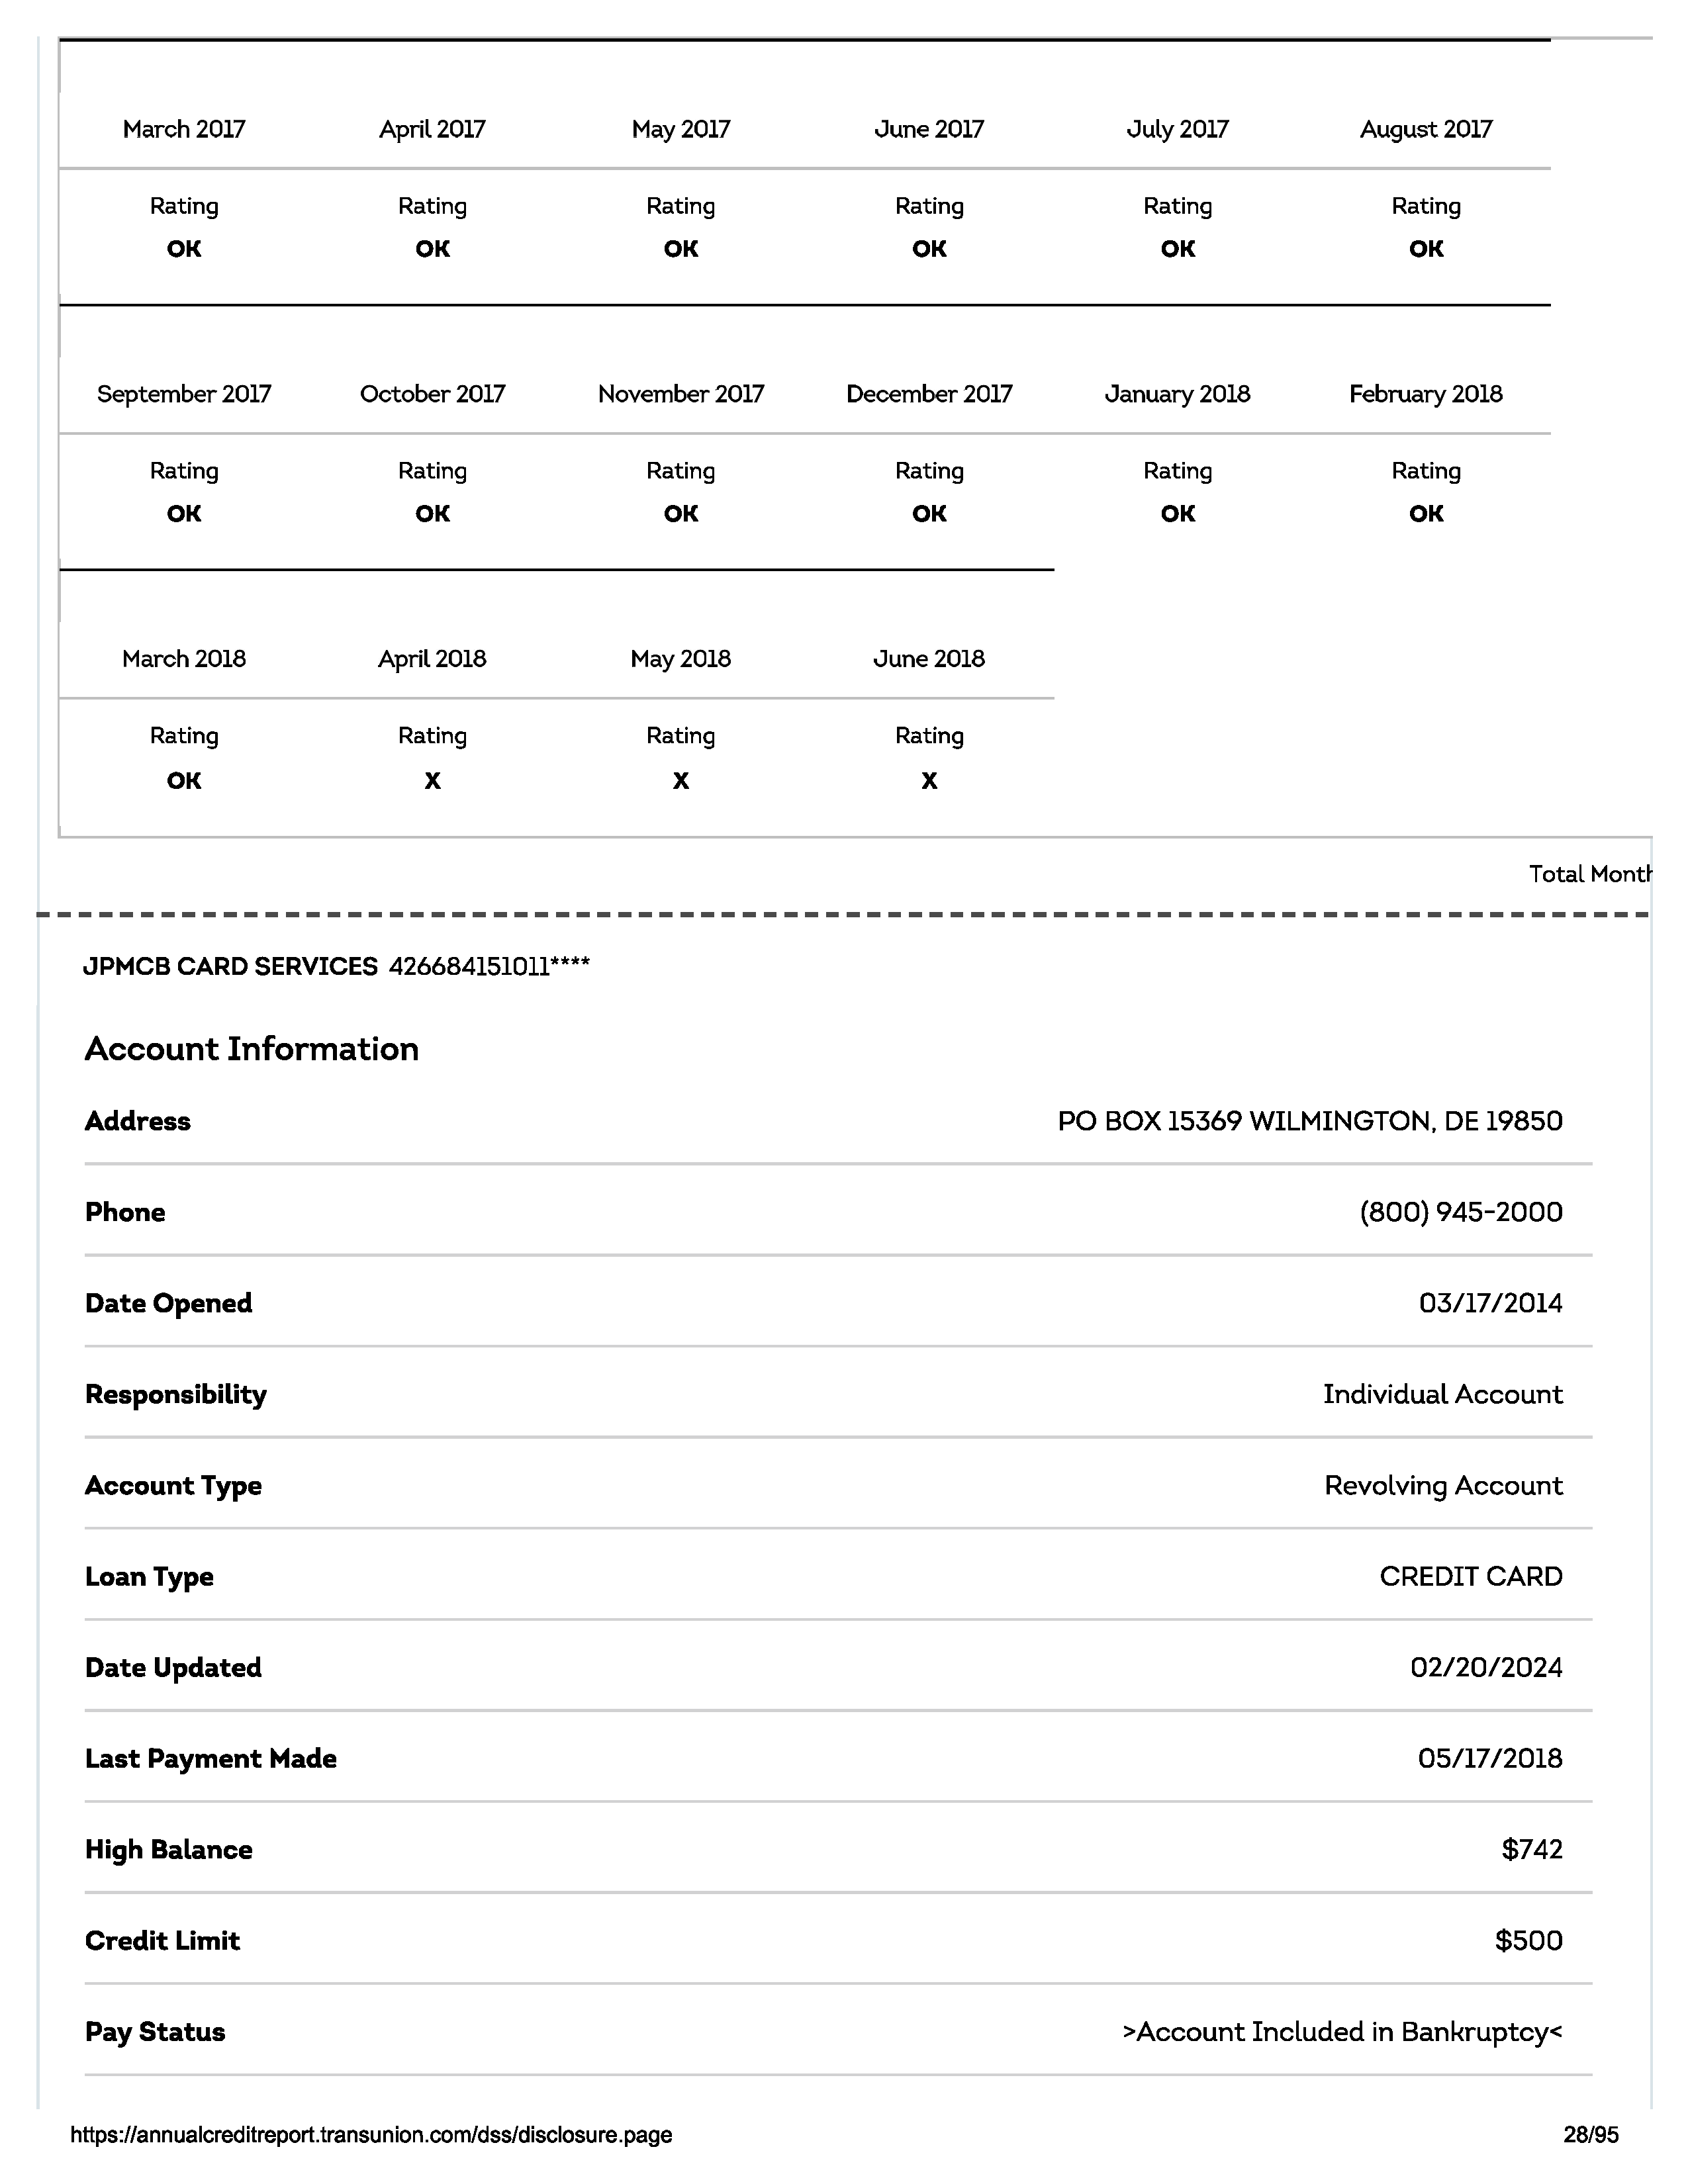 March 2017 April 2017 May 2017 June 2017 July 2017 August 2017
Rating Rating Rating Rating Rating Rating
OK OK OK OK OK OK
September 2017 October 2017 November 2017 December 2017 January 2018 February 2018
Rating Rating Rating Rating Rating Rating
OK OK OK OK OK OK
March 2018 April 2018 May 2018 June 2018
Rating Rating Rating Rating
OK X X X
Total Month
JPMCB CARD SERVICES 426684151011****
Account Information
Address PO BOX 15369 WILMINGTON, DE 19850
Phone (800) 945-2000
Date Opened 03/17/2014
Responsibility Individual Account
Account Type Revolving Account
Loan Type CREDIT CARD
Date Updated 02/20/2024
Last Payment Made 05/17/2018
High Balance $742
Credit Limit $500
Pay Status >Account Included in Bankruptcy<
https://annualcreditreport.transunion.com/dss/disclosure.page 28/95